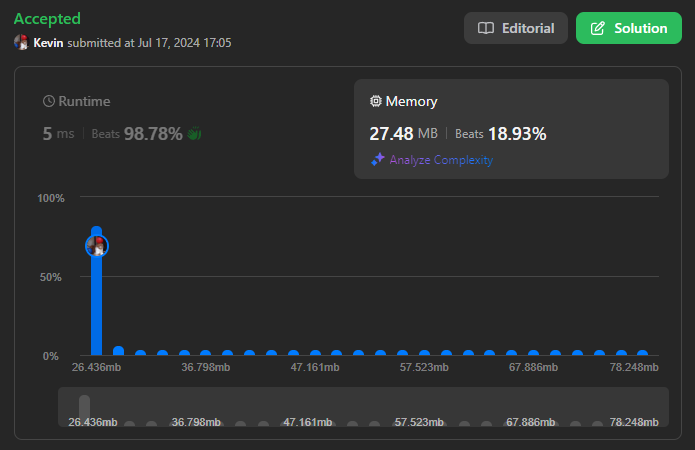 Accepted
Editorial
Solution
Kevin submitted at Jul 17, 2024 17:05
Runtime
5 ms | Beats 98.78%
Memory
27.48 MB | Beats 18.93%
Analyze Complexity
100%
50%
0%
26.436mb 36.798mb 47.161mb 57.523mb 67.886mb 78.248mb
26.436mb 36.798mb 47.161mb 57.523mb 67.886mb 78.248mb